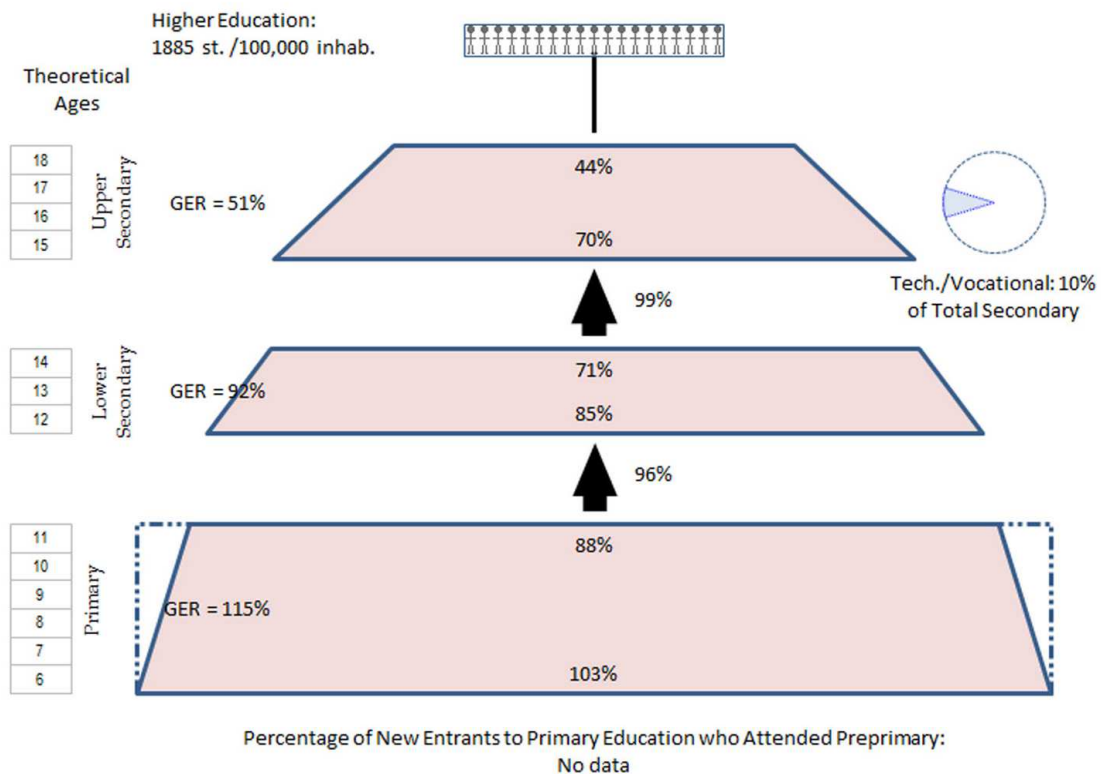 Higher Education:
1885 st. /100,000 inhab.
Theoretical
Ages
18
17
16
15
Upper
Secondary
GER = 51%
44%
70%
Tech./Vocational: 10%
of Total Secondary
99%
14
13
12
Lower
Secondary
GER = 92%
71%
85%
96%
11
10
9
8
7
6
Primary
GER = 115%
88%
103%
Percentage of New Entrants to Primary Education who Attended Preprimary:
No data